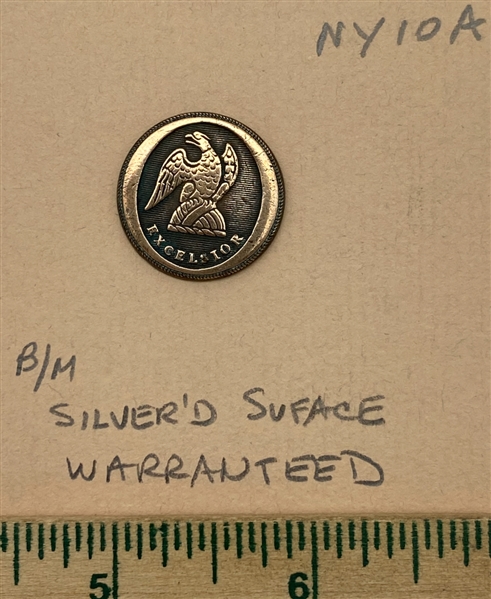 NY10A
EXCELSIOR
B/M
SILVER'D SUFACE
WARRANTEED
5 6